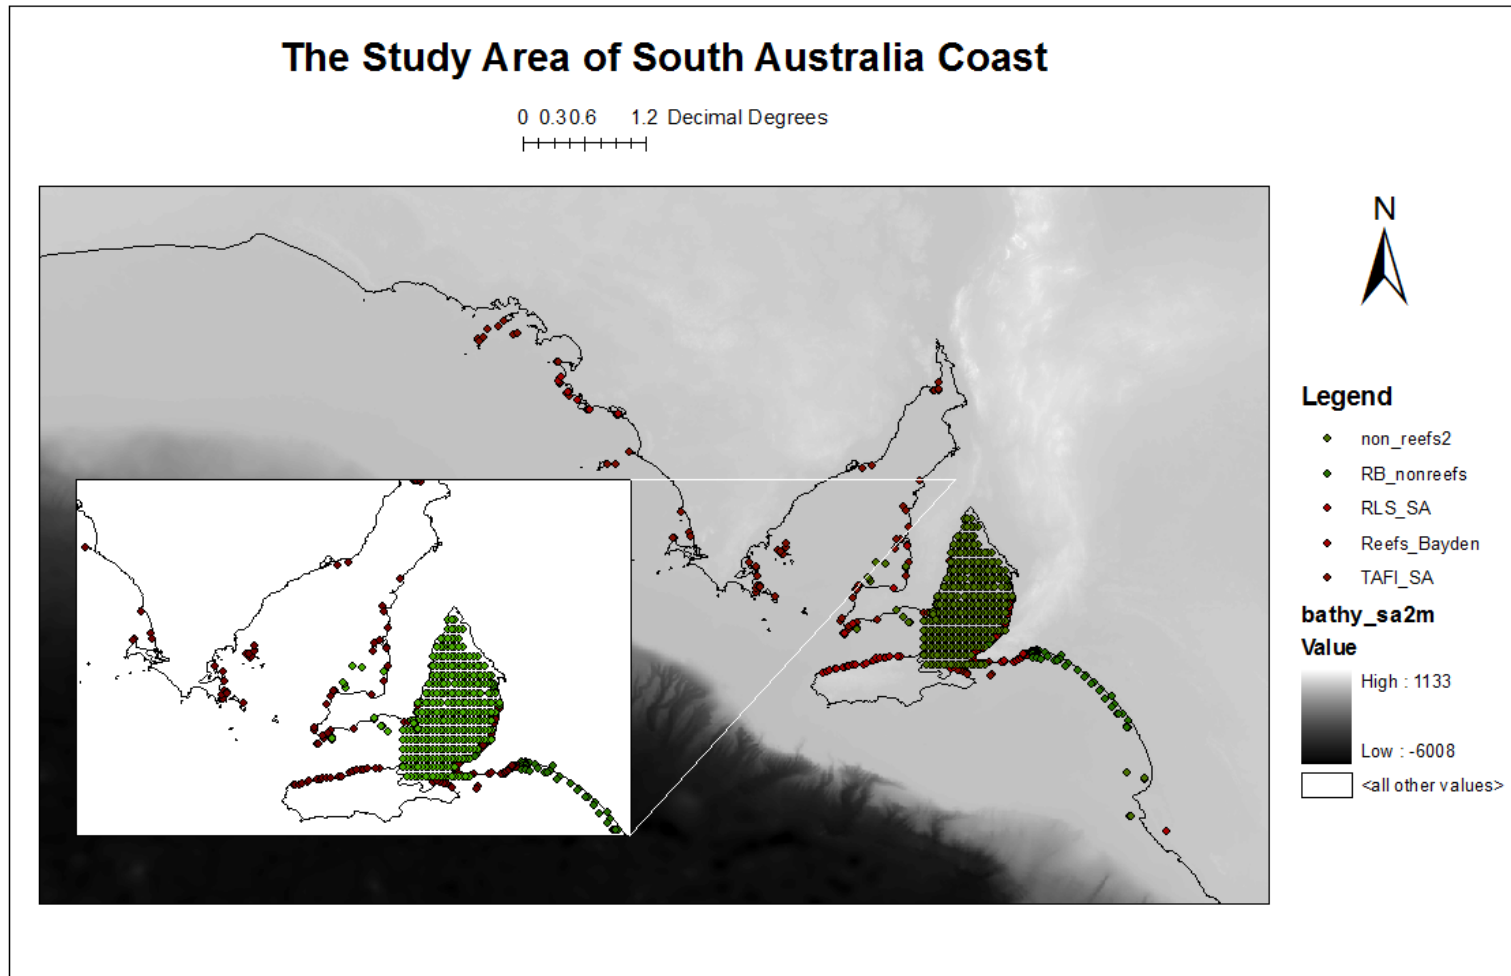 The Study Area of South Australia Coast
0 0.30.6 1.2 Decimal Degrees
N
Legend
non_reefs2
RB_nonreefs
RLS_SA
Reefs_Bayden
TAFI_SA
bathy_sa2m
Value
High : 1133
Low : -6008
<all other values>